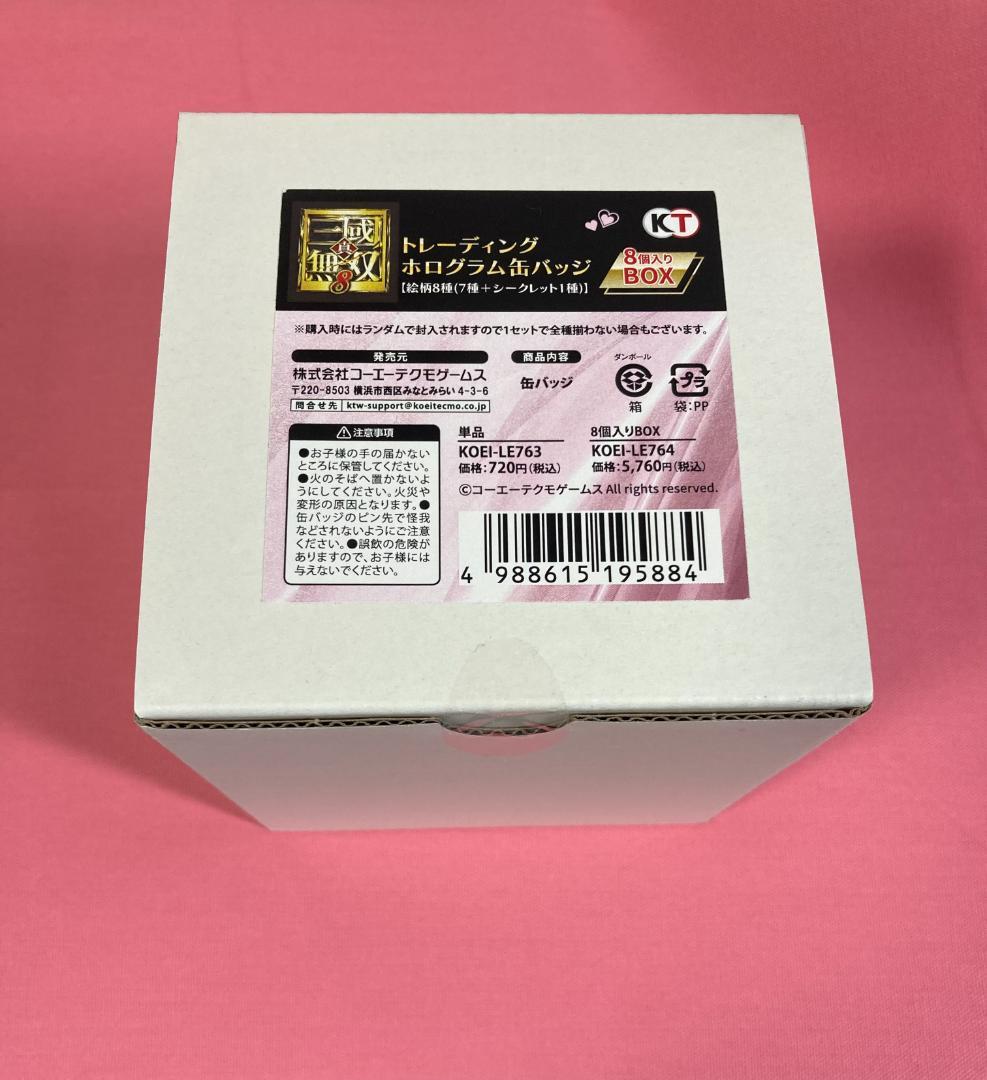 真・三國無双8
KT
トレーディング
ホログラム缶バッジ
【絵柄8種(7種＋シークレット1種)】
8個入り
BOX
※購入時にはランダムで封入されますので1セットで全種揃わない場合もございます。
発売元
株式会社コーエーテクモゲームス
〒220-8503 横浜市西区みなとみらい 4-3-6
問合せ先 ktw-support@koeitecmo.co.jp
商品内容
缶バッジ
ダンボール
箱
プラ
袋:PP
注意事項
●お子様の手の届かない
ところに保管してください。
●火のそばへ置かないよ
うにしてください。火災や
変形の原因となります。●
缶バッジのピン先で怪我
などされないようにご注意
ください。●誤飲の危険が
ありますので、お子様には
与えないでください。
単品
KOEI-LE763
価格:720円(税込)
8個入りBOX
KOEI-LE764
価格:5,760円(税込)
©コーエーテクモゲームス All rights reserved.
4 988615 195884